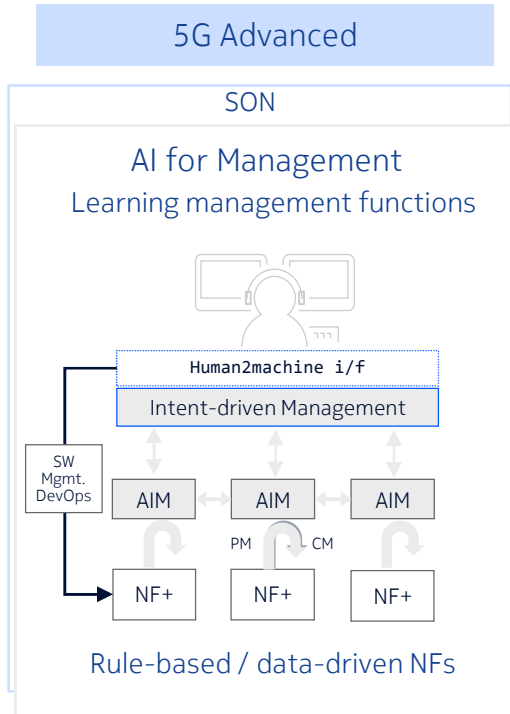 5G Advanced
SON
AI for Management
Learning management functions
Human2machine i/f
Intent-driven Management
SW
Mgmt.
DevOps
AIM
AIM
AIM
PM
CM
NF+
NF+
NF+
Rule-based / data-driven NFs